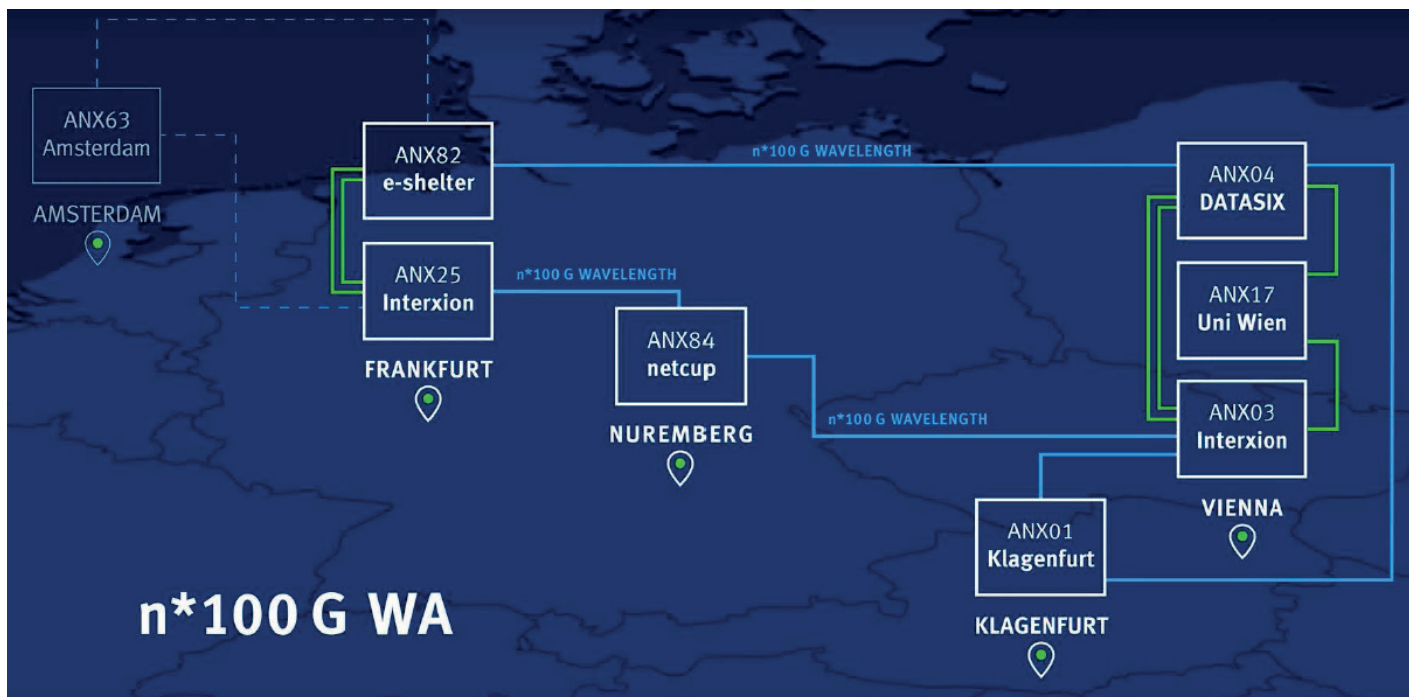 ANX63
Amsterdam
AMSTERDAM
ANX82
e-shelter
ANX25
Interxion
FRANKFURT
n*100 G WAVELENGTH
n*100 G WAVELENGTH
ANX84
netcup
NUREMBERG
n*100 G WAVELENGTH
ANX04
DATASIX
ANX17
Uni Wien
ANX03
Interxion
VIENNA
ANX01
Klagenfurt
KLAGENFURT
n*100 G WA